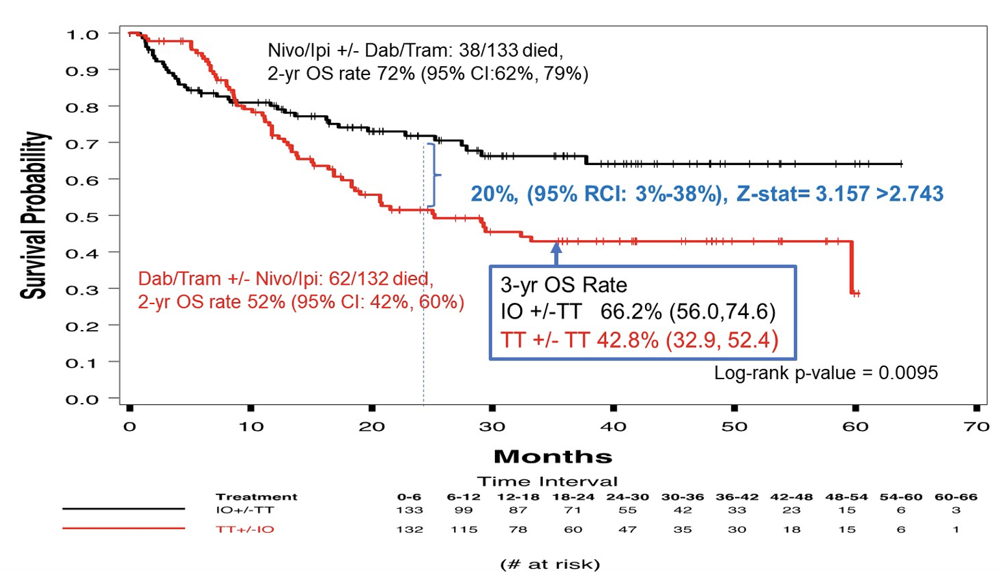 Nivo/Ipi +/- Dab/Tram: 38/133 died,
2-yr OS rate 72% (95% CI:62%, 79%)
20%, (95% RCI: 3%-38%), Z-stat= 3.157 >2.743
Dab/Tram +/- Nivo/Ipi: 62/132 died,
2-yr OS rate 52% (95% CI: 42%, 60%)
3-yr OS Rate
IO +/-TT 66.2% (56.0,74.6)
TT +/- TT 42.8% (32.9, 52.4)
Log-rank p-value = 0.0095
Survival Probability
1.0
0.9
0.8
0.7
0.6
0.5
0.4
0.3
0.2
0.1
0.0
0 10 20 30 40 50 60 70
Months
Time Interval
Treatment 0-6 6-12 12-18 18-24 24-30 30-36 36-42 42-48 48-54 54-60 60-66
IO+/-TT 133 99 87 71 55 42 33 23 15 6 3
TT+/-IO 132 115 78 60 47 35 30 18 15 6 1
(# at risk)